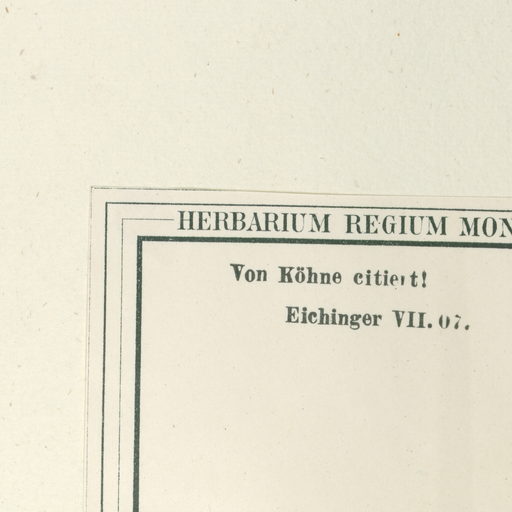 HERBARIUM REGIUM MON
Von Köhne citiert!
Eichinger VII. 07.